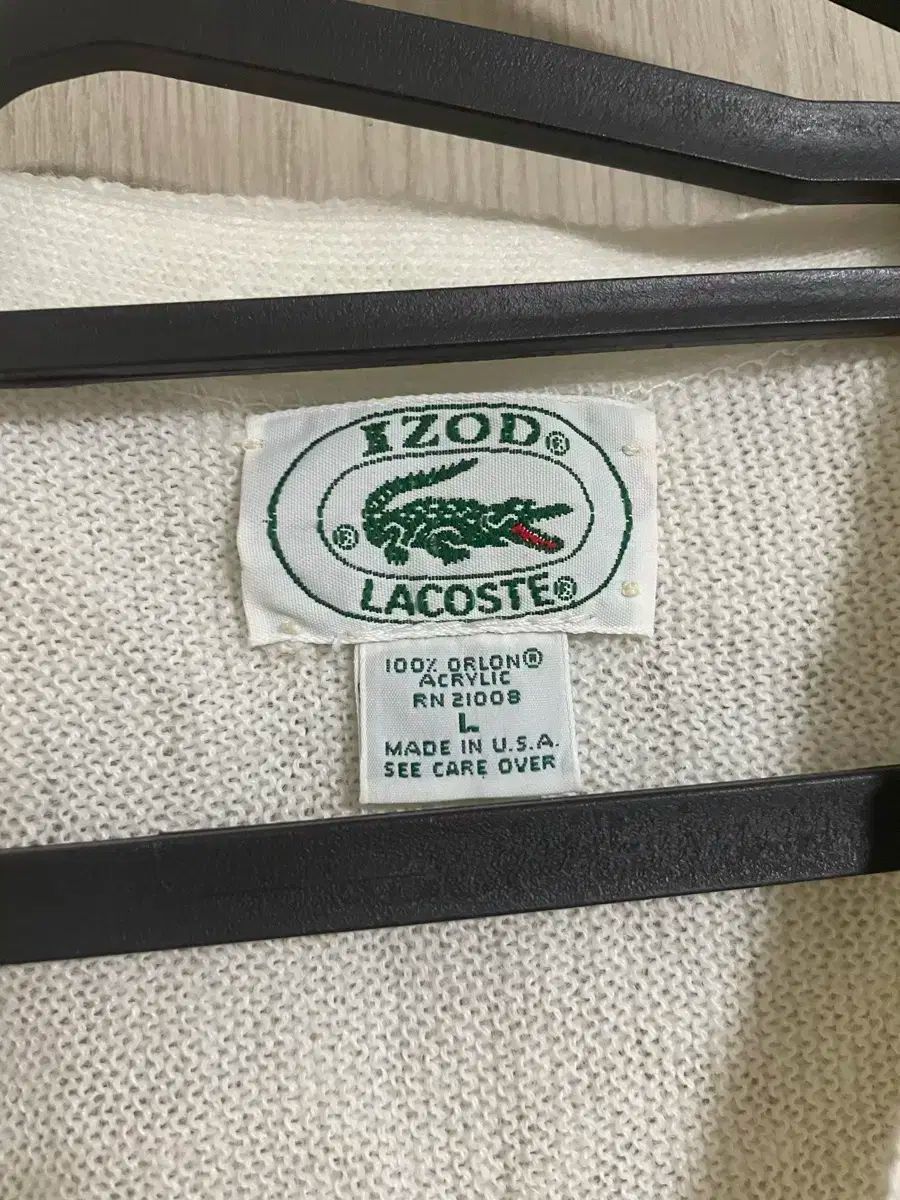 IZOD®
®
LACOSTE®
100% ORLON®
ACRYLIC
RN 21008
L
MADE IN U.S.A.
SEE CARE OVER